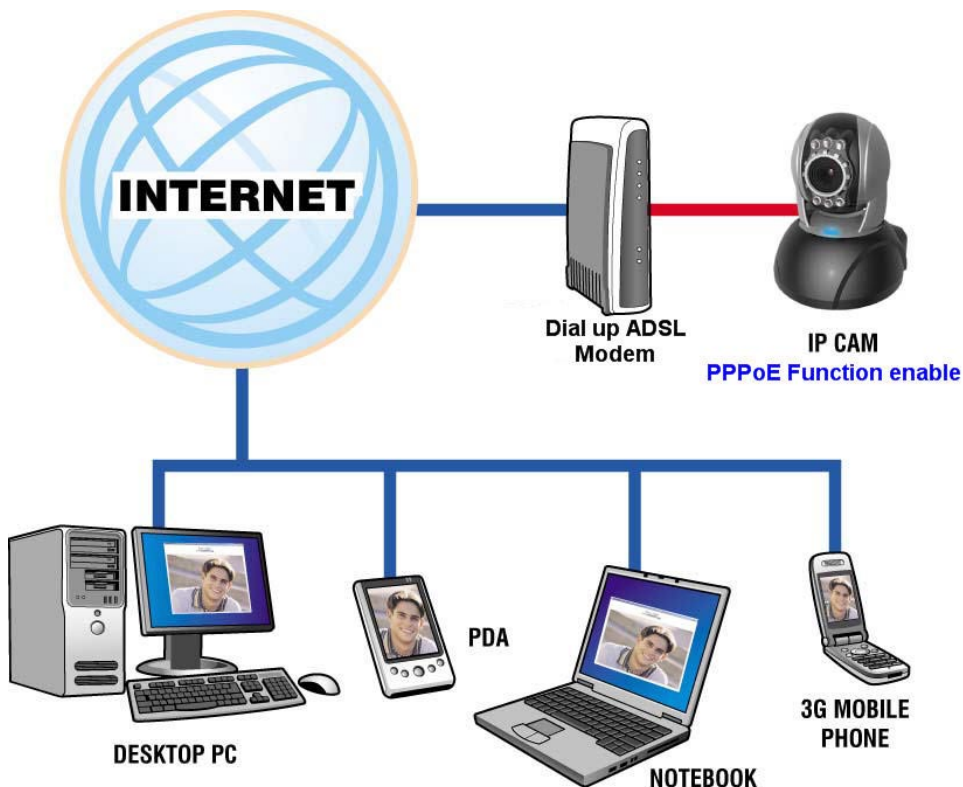 INTERNET
Dial up ADSL
Modem
IP CAM
PPPoE Function enable
PDA
3G MOBILE
PHONE
DESKTOP PC
NOTEBOOK